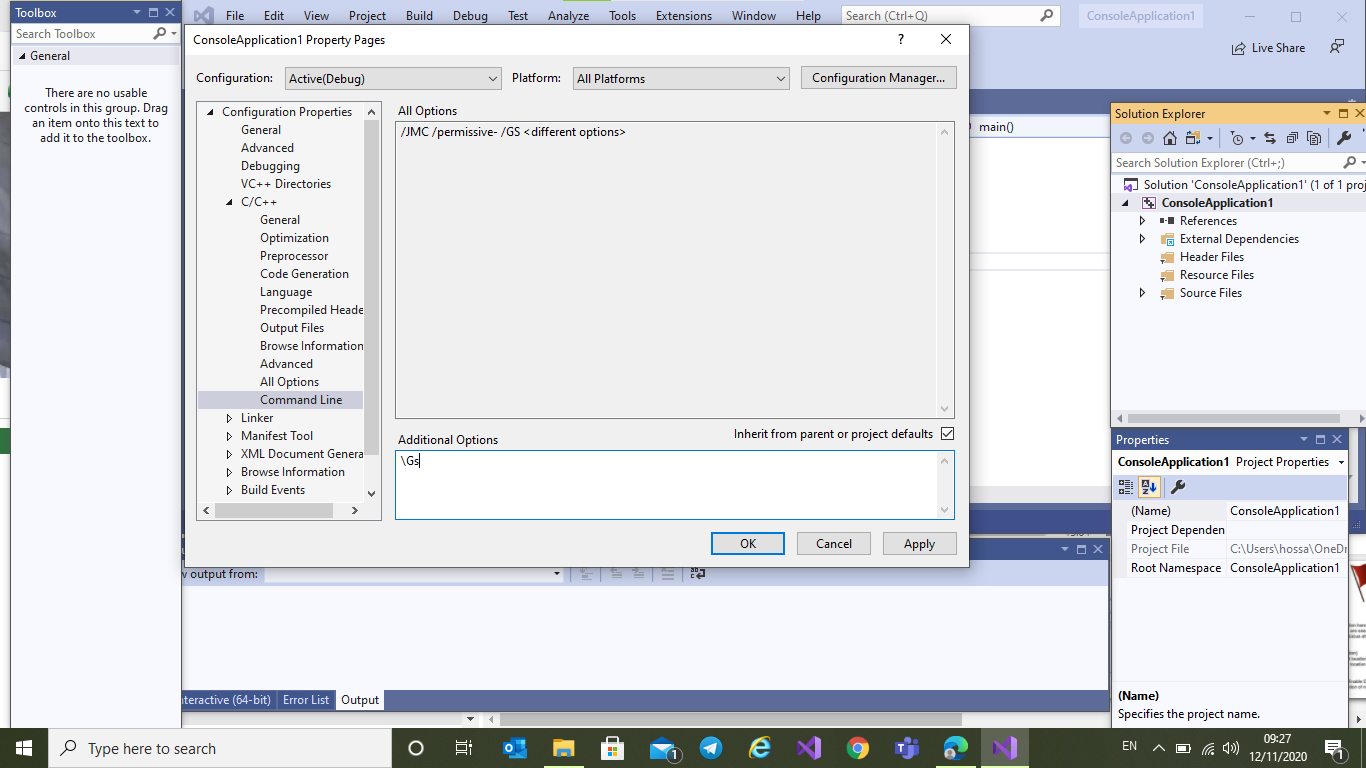 Toolbox
Search Toolbox
General
There are no usable
controls in this group. Drag
an item onto this text to
add it to the toolbox.
File Edit View Project Build Debug Test Analyze Tools Extensions Window Help
Search (Ctrl+Q)
ConsoleApplication1
Live Share
ConsoleApplication1 Property Pages
?
Configuration:
Active(Debug)
Platform:
All Platforms
Configuration Manager...
Configuration Properties
General
Advanced
Debugging
VC++ Directories
C/C++
General
Optimization
Preprocessor
Code Generation
Language
Precompiled Heade
Output Files
Browse Information
Advanced
All Options
Command Line
Linker
Manifest Tool
XML Document Genera
Browse Information
Build Events
All Options
/JMC /permissive- /GS <different options>
Inherit from parent or project defaults
Additional Options
\Gs
OK
Cancel
Apply
main()
Solution Explorer
Search Solution Explorer (Ctrl+;)
Solution 'ConsoleApplication1' (1 of 1 proj
ConsoleApplication1
References
External Dependencies
Header Files
Resource Files
Source Files
Properties
ConsoleApplication1 Project Properties
(Name) ConsoleApplication1
Project Dependen
Project File C:\Users\hossa\OneDr
Root Namespace ConsoleApplication1
(Name)
Specifies the project name.
w output from:
nteractive (64-bit)
Error List
Output
Type here to search
1
EN
09:27
12/11/2020
1